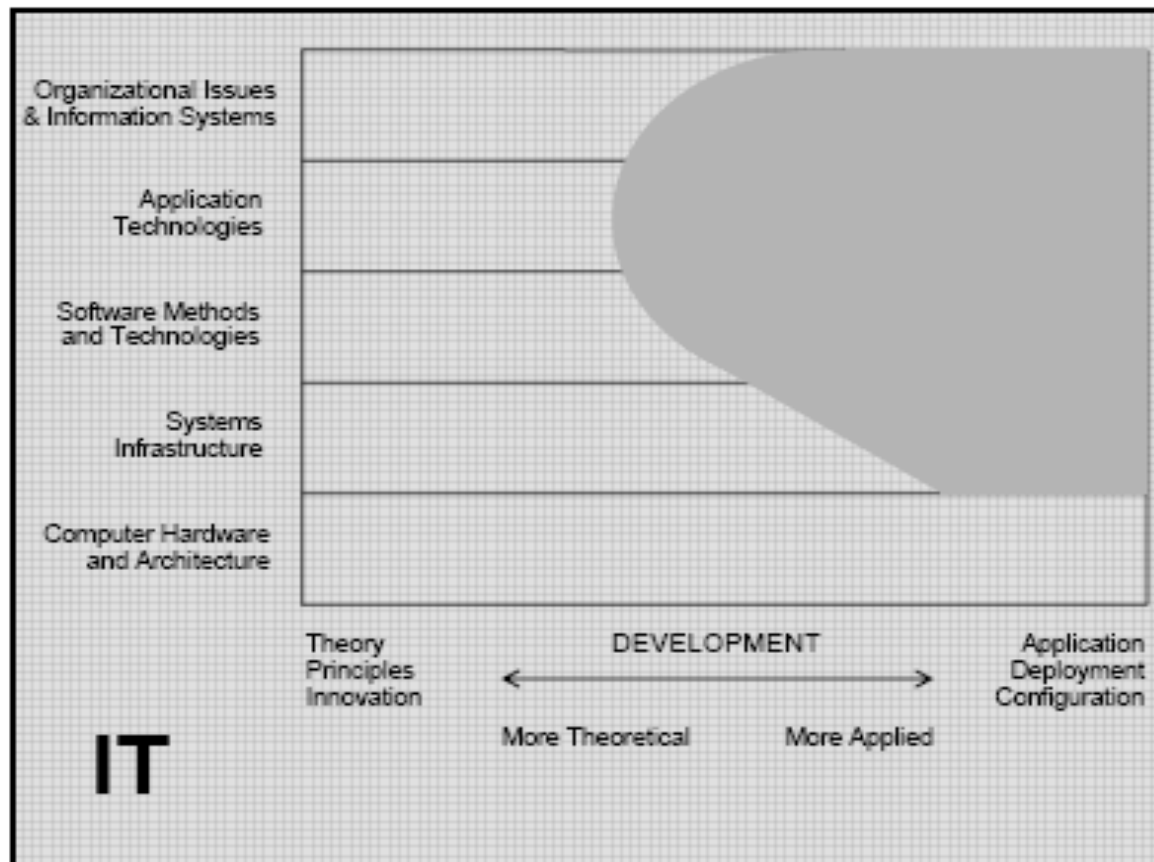 Organizational Issues
& Information Systems
Application
Technologies
Software Methods
and Technologies
Systems
Infrastructure
Computer Hardware
and Architecture
Theory
Principles
Innovation
DEVELOPMENT
More Theoretical
More Applied
Application
Deployment
Configuration
IT